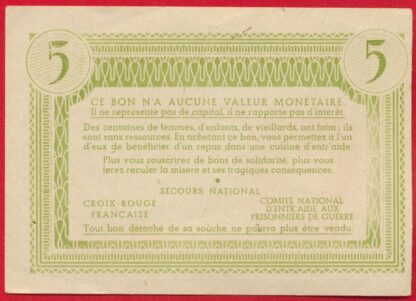 5 5
CE BON N'A AUCUNE VALEUR MONÉTAIRE.
Il ne représente pas de capital, il ne rapporte pas d'intérêt.
Des centaines de femmes, d'enfants, de vieillards, ont faim ; ils
sont sans ressources. En achetant ce bon, vous permettez à l'un
d'eux de bénéficier d'un repas dans une cuisine d'entr'aide.
Plus vous souscrirez de bons de solidarité, plus vous
ferez reculer la misère et ses tragiques conséquences.
SECOURS NATIONAL
CROIX-ROUGE
FRANÇAISE
COMITÉ NATIONAL
D'ENTR'AIDE AUX
PRISONNIERS DE GUERRE
Tout bon détaché de sa souche ne pourra plus être vendu.